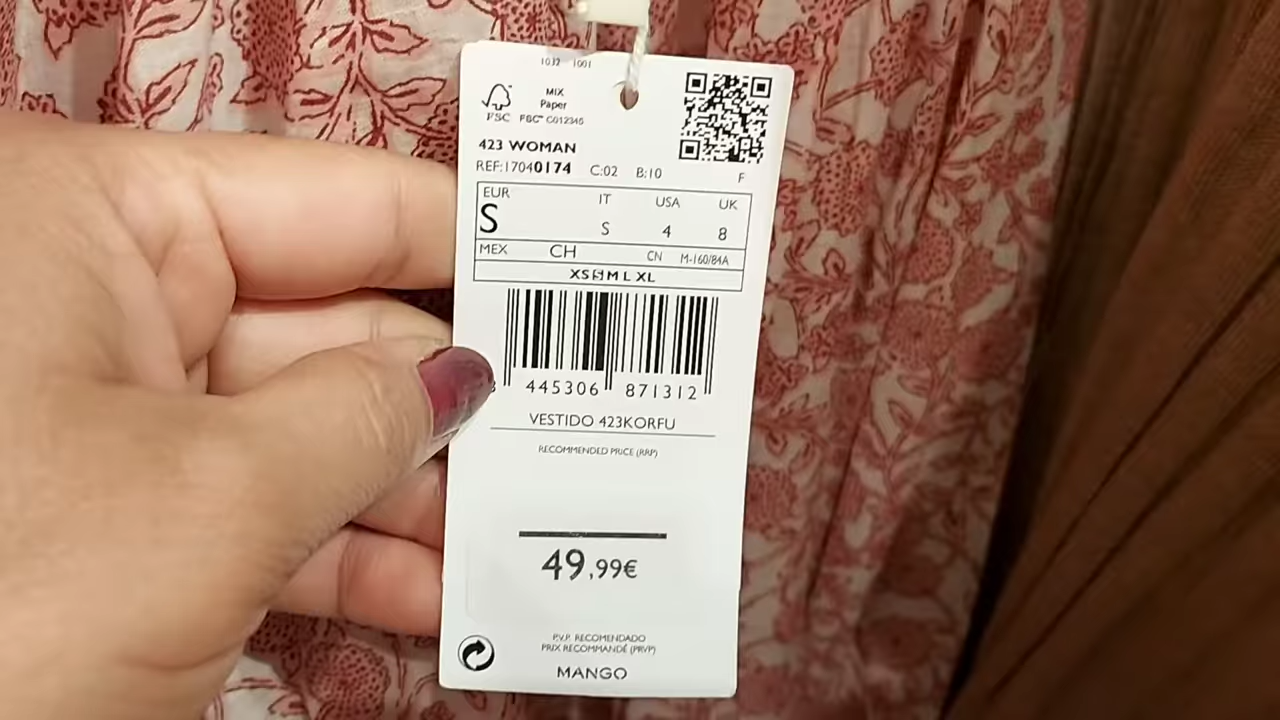 1032 1001
MIX
Paper
FSC FSC™ C012345
423 WOMAN
REF:17040174 C:02 B:10
F
EUR IT USA UK
S S 4 8
MEX CH CN M-160/84A
XS S M L XL
445306 871312
VESTIDO 423KORFU
RECOMMENDED PRICE (RRP)
49,99€
P.V.P. RECOMENDADO
PRIX RECOMMANDÉ (PRVP)
MANGO